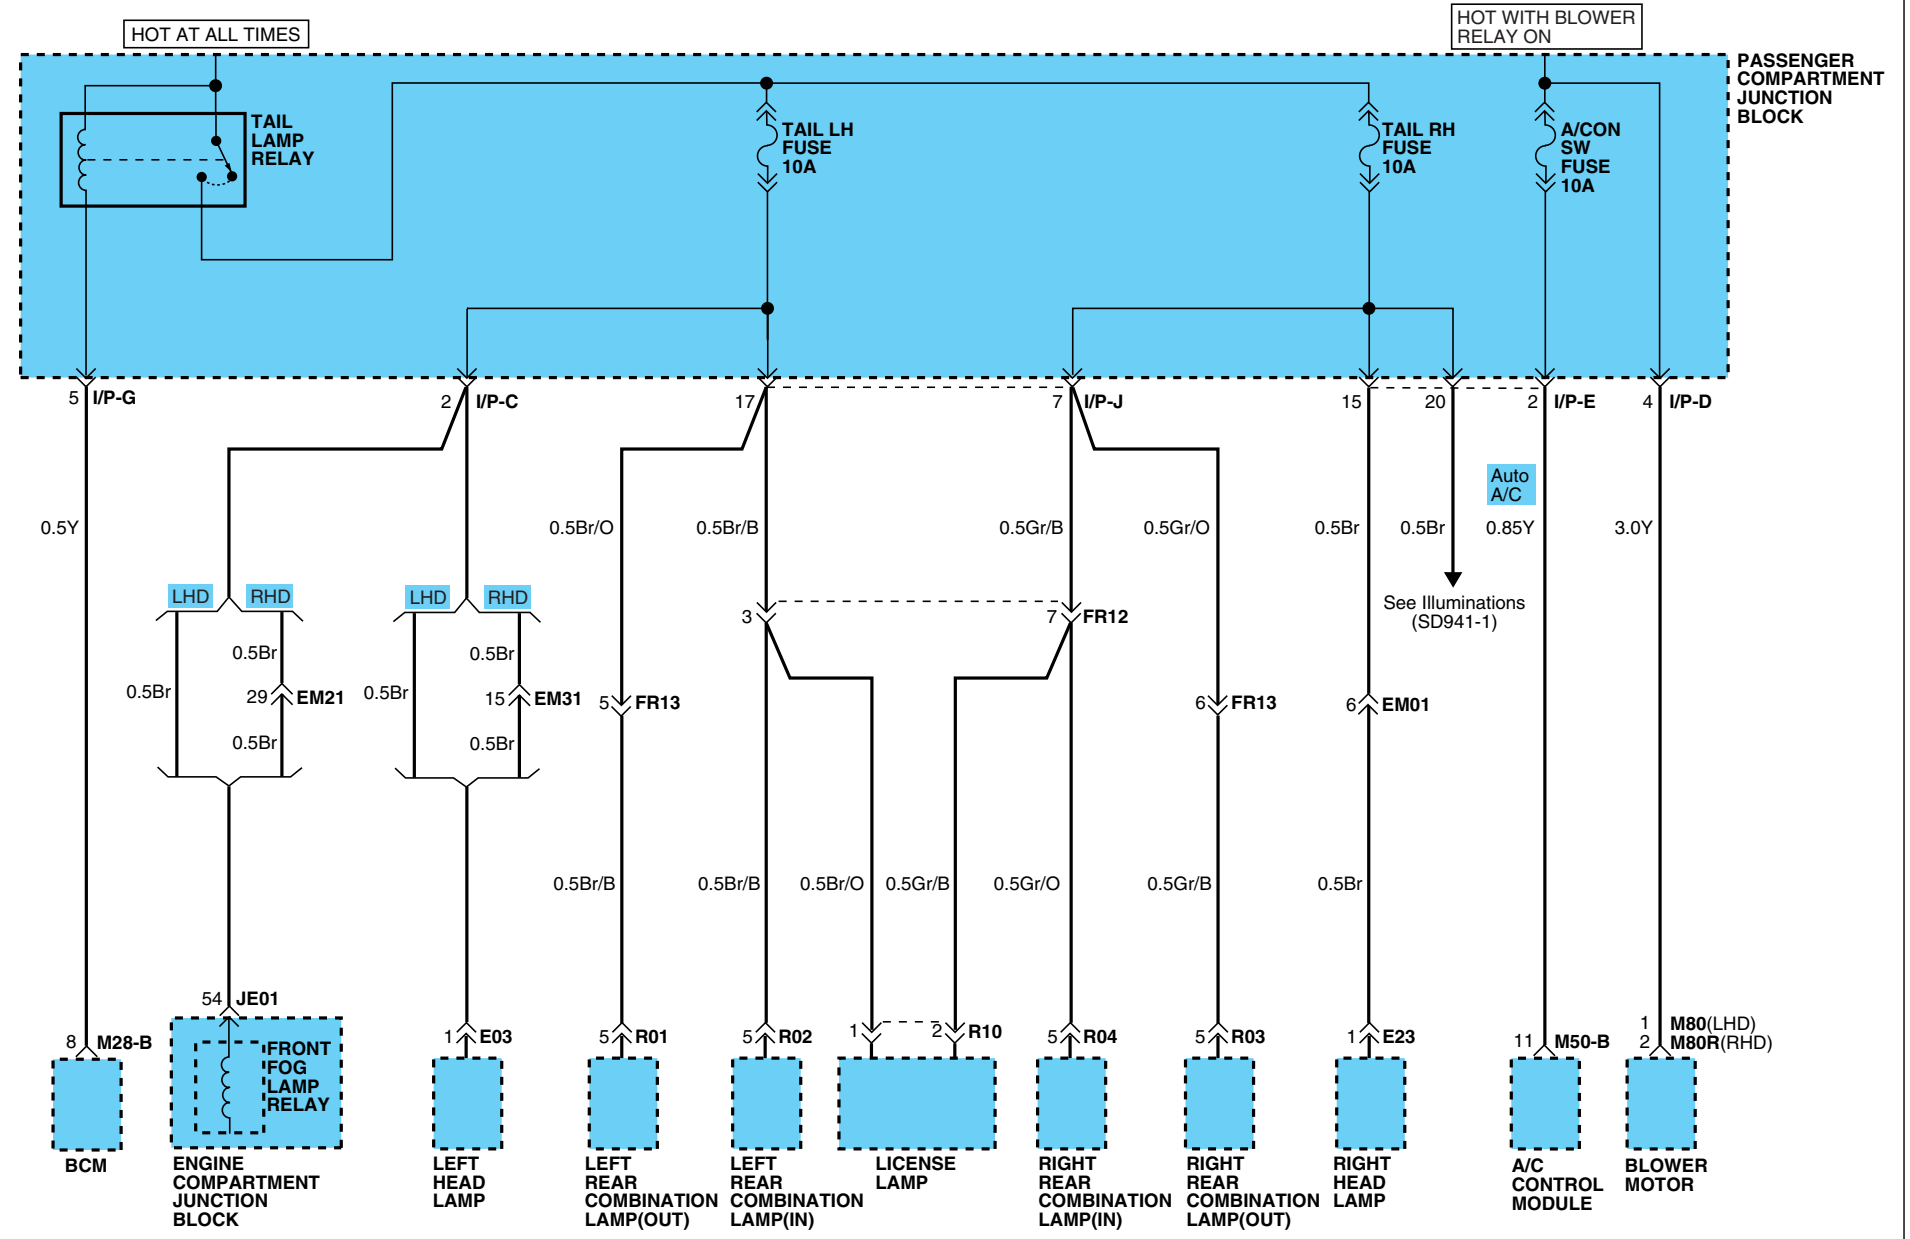 HOT AT ALL TIMES
HOT WITH BLOWER
RELAY ON
PASSENGER
COMPARTMENT
JUNCTION
BLOCK
TAIL
LAMP
RELAY
TAIL LH
FUSE
10A
TAIL RH
FUSE
10A
A/CON
SW
FUSE
10A
5 I/P-G
2 I/P-C
17
7 I/P-J
15
20
2 I/P-E
4 I/P-D
Auto
A/C
0.5Y
0.5Br/O
0.5Br/B
0.5Gr/B
0.5Gr/O
0.5Br
0.5Br
0.85Y
3.0Y
LHD
RHD
LHD
RHD
See Illuminations
(SD941-1)
3
7 FR12
0.5Br
0.5Br
0.5Br
29 EM21
0.5Br
15 EM31
5 FR13
6 FR13
6 EM01
0.5Br
0.5Br
0.5Br/B
0.5Br/B
0.5Br/O
0.5Gr/B
0.5Gr/O
0.5Gr/B
0.5Br
54 JE01
8 M28-B
1 E03
5 R01
5 R02
1
2 R10
5 R04
5 R03
1 E23
11 M50-B
1 M80(LHD)
2 M80R(RHD)
FRONT
FOG
LAMP
RELAY
BCM
ENGINE
COMPARTMENT
JUNCTION
BLOCK
LEFT
HEAD
LAMP
LEFT
REAR
COMBINATION
LAMP(OUT)
LEFT
REAR
COMBINATION
LAMP(IN)
LICENSE
LAMP
RIGHT
REAR
COMBINATION
LAMP(IN)
RIGHT
REAR
COMBINATION
LAMP(OUT)
RIGHT
HEAD
LAMP
A/C
CONTROL
MODULE
BLOWER
MOTOR